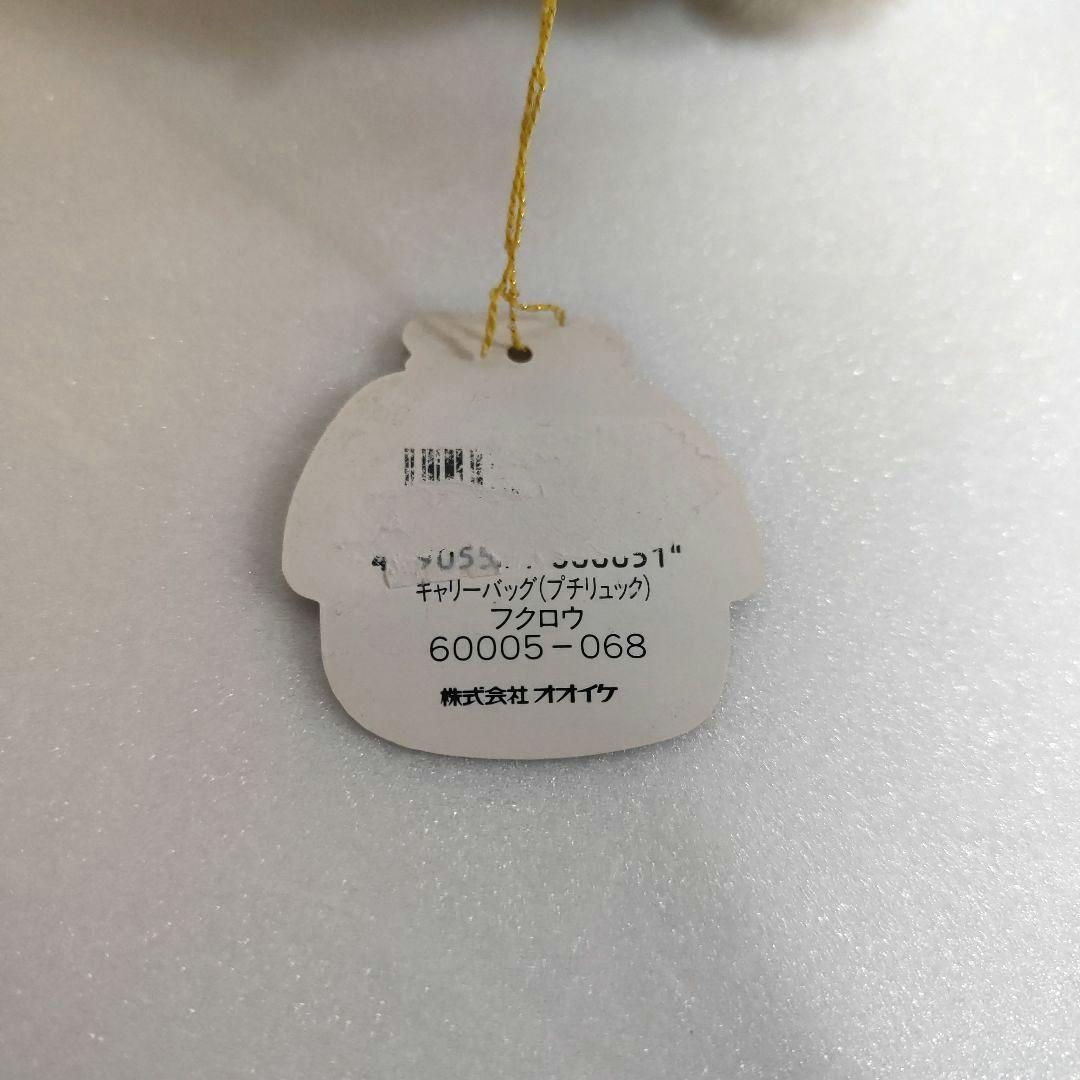 キャリーバッグ(プチリュック)
フクロウ
60005-068
株式会社オオイケ